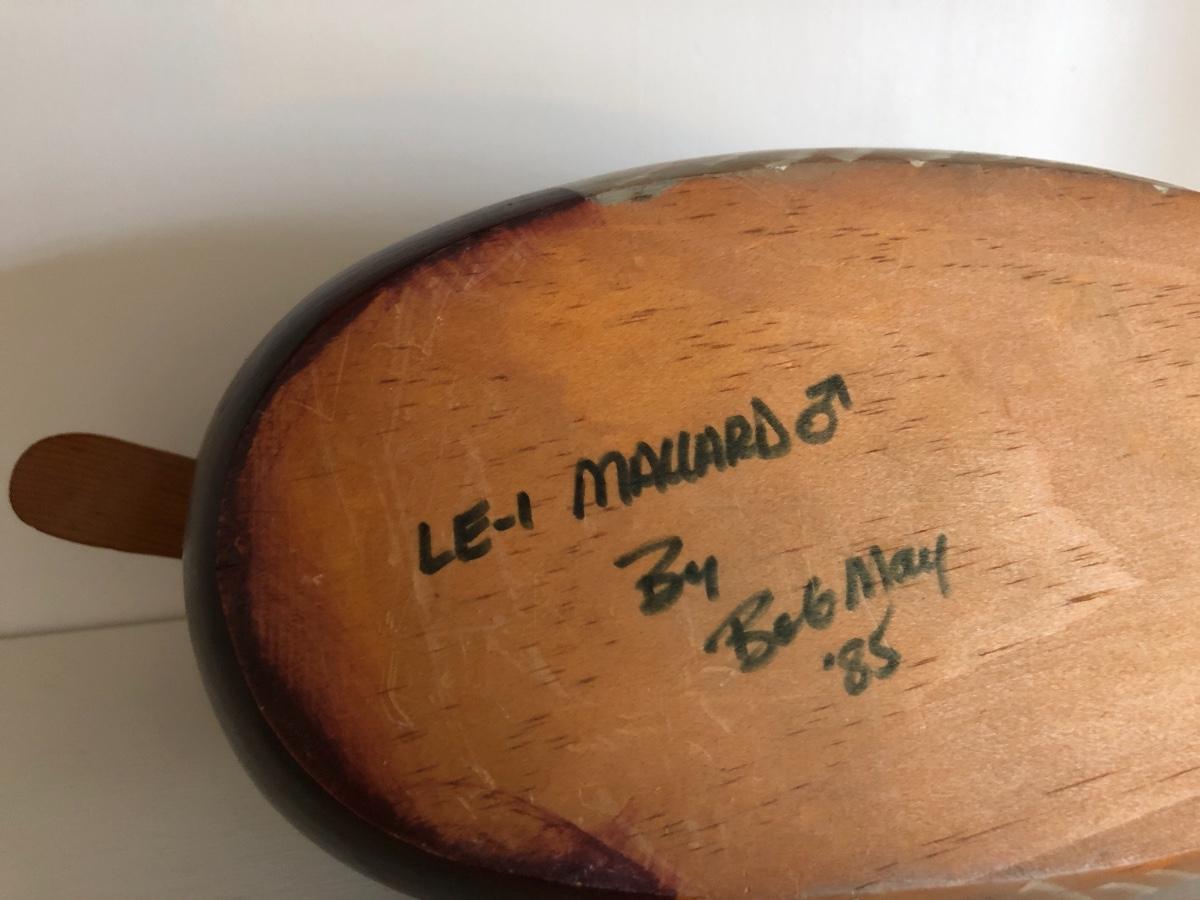 LE-1 MALLARD ♂
By
Bob May
'85